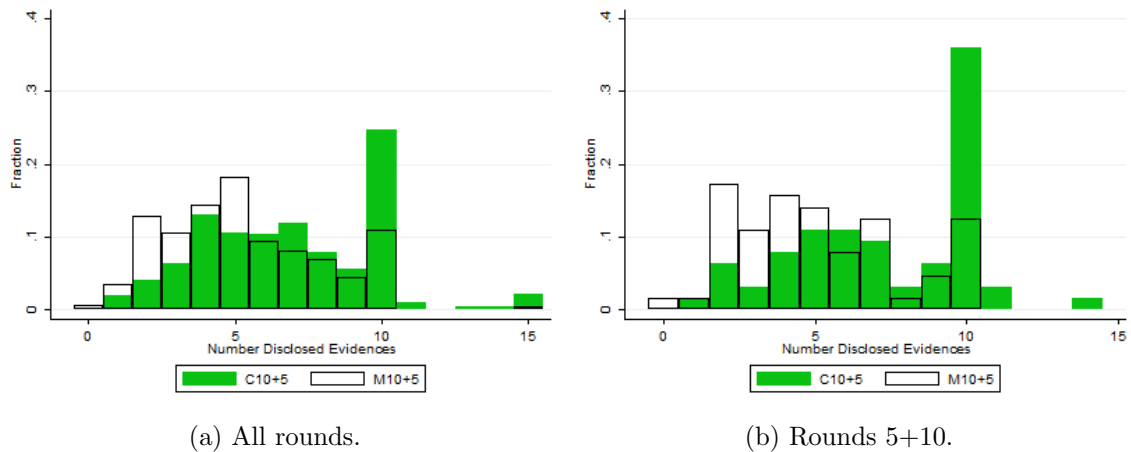 .4
.3
.2
.1
0
Fraction
0 5 10 15
Number Disclosed Evidences
C10+5 M10+5
(a) All rounds.
.4
.3
.2
.1
0
Fraction
0 5 10 15
Number Disclosed Evidences
C10+5 M10+5
(b) Rounds 5+10.